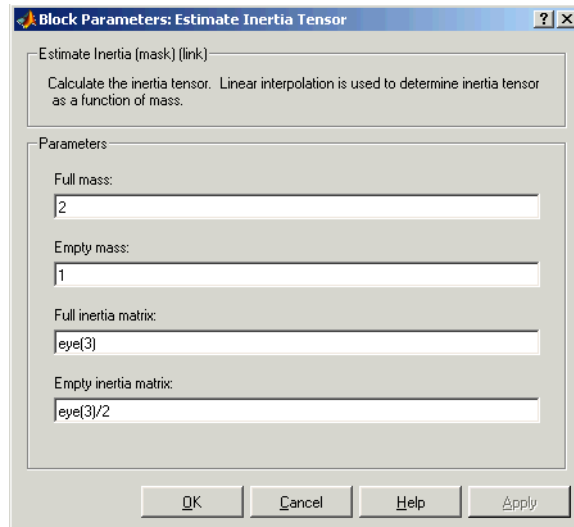 Block Parameters: Estimate Inertia Tensor
Estimate Inertia (mask) (link)
Calculate the inertia tensor. Linear interpolation is used to determine inertia tensor
as a function of mass.
Parameters
Full mass:
2
Empty mass:
1
Full inertia matrix:
eye(3)
Empty inertia matrix:
eye(3)/2
OK Cancel Help Apply